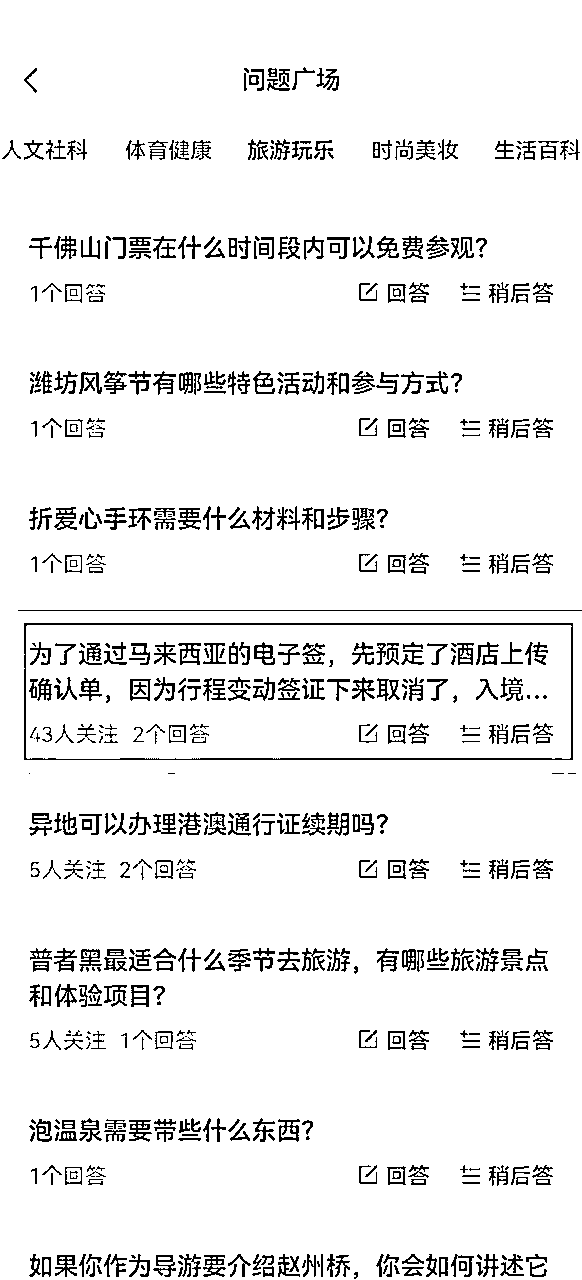 问题广场
人文社科 体育健康 旅游玩乐 时尚美妆 生活百科
千佛山门票在什么时间段内可以免费参观?
1个回答 回答 稍后答
潍坊风筝节有哪些特色活动和参与方式?
1个回答 回答 稍后答
折爱心手环需要什么材料和步骤?
1个回答 回答 稍后答
为了通过马来西亚的电子签，先预定了酒店上传
确认单，因为行程变动签证下来取消了，入境...
43人关注 2个回答 回答 稍后答
异地可以办理港澳通行证续期吗?
5人关注 2个回答 回答 稍后答
普者黑最适合什么季节去旅游，有哪些旅游景点
和体验项目?
5人关注 1个回答 回答 稍后答
泡温泉需要带些什么东西?
1个回答 回答 稍后答
如果你作为导游要介绍赵州桥，你会如何讲述它